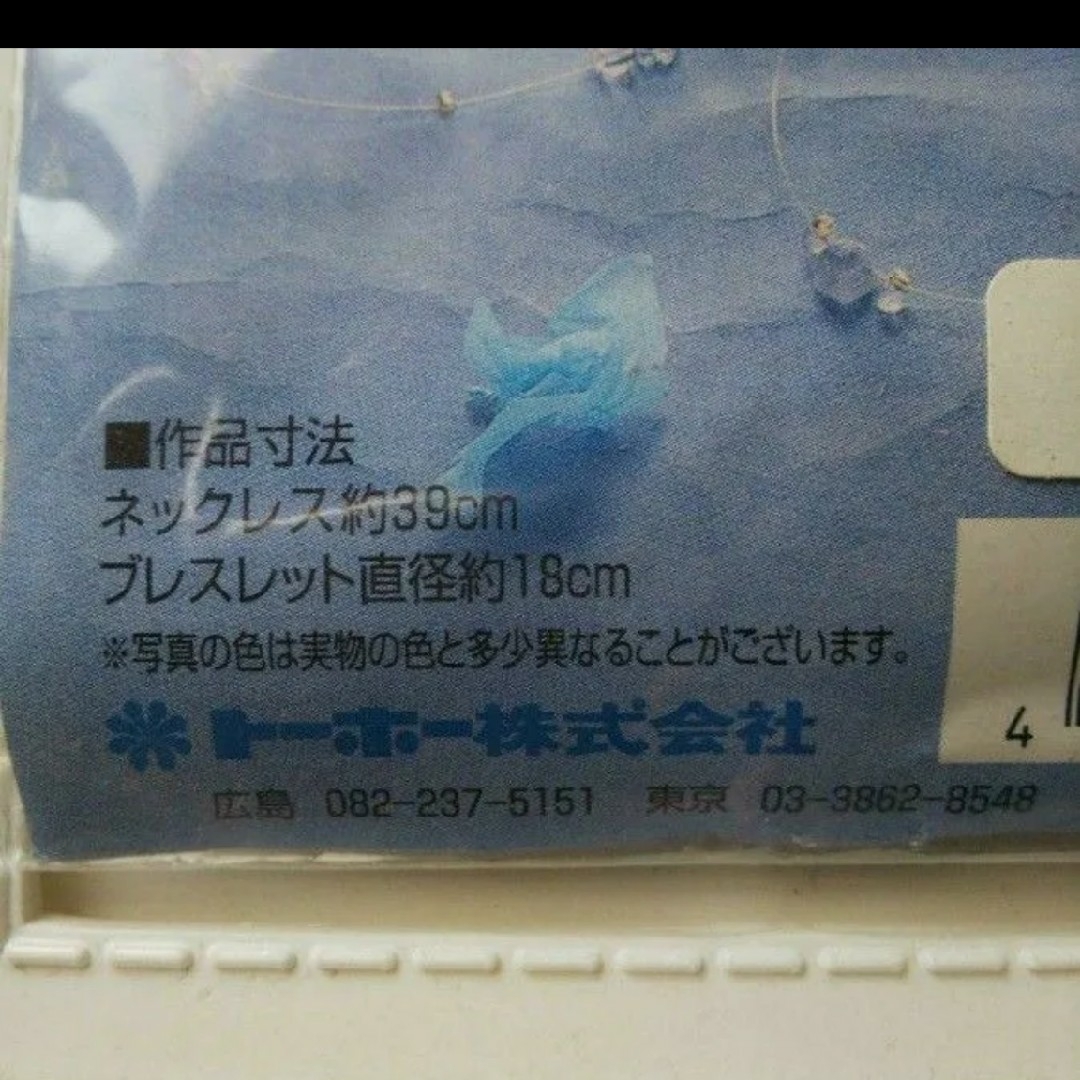 ■作品寸法
ネックレス約39cm
ブレスレット直径約18cm
※写真の色は実物の色と多少異なることがございます。
トーホー株式会社
広島 082-237-5151 東京 03-3862-8548
4